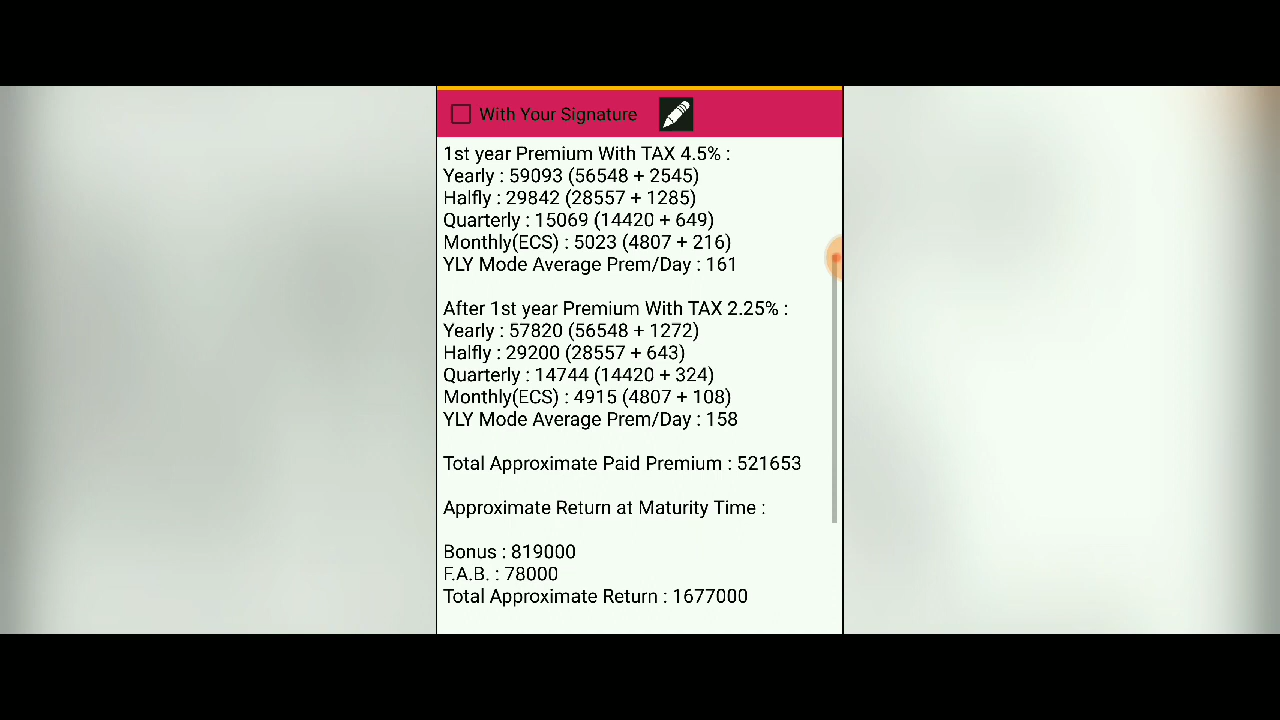 With Your Signature
1st year Premium With TAX 4.5% :
Yearly : 59093 (56548 + 2545)
Halfly : 29842 (28557 + 1285)
Quarterly : 15069 (14420 + 649)
Monthly(ECS) : 5023 (4807 + 216)
YLY Mode Average Prem/Day : 161
After 1st year Premium With TAX 2.25% :
Yearly : 57820 (56548 + 1272)
Halfly : 29200 (28557 + 643)
Quarterly : 14744 (14420 + 324)
Monthly(ECS) : 4915 (4807 + 108)
YLY Mode Average Prem/Day : 158
Total Approximate Paid Premium : 521653
Approximate Return at Maturity Time :
Bonus : 819000
F.A.B. : 78000
Total Approximate Return : 1677000